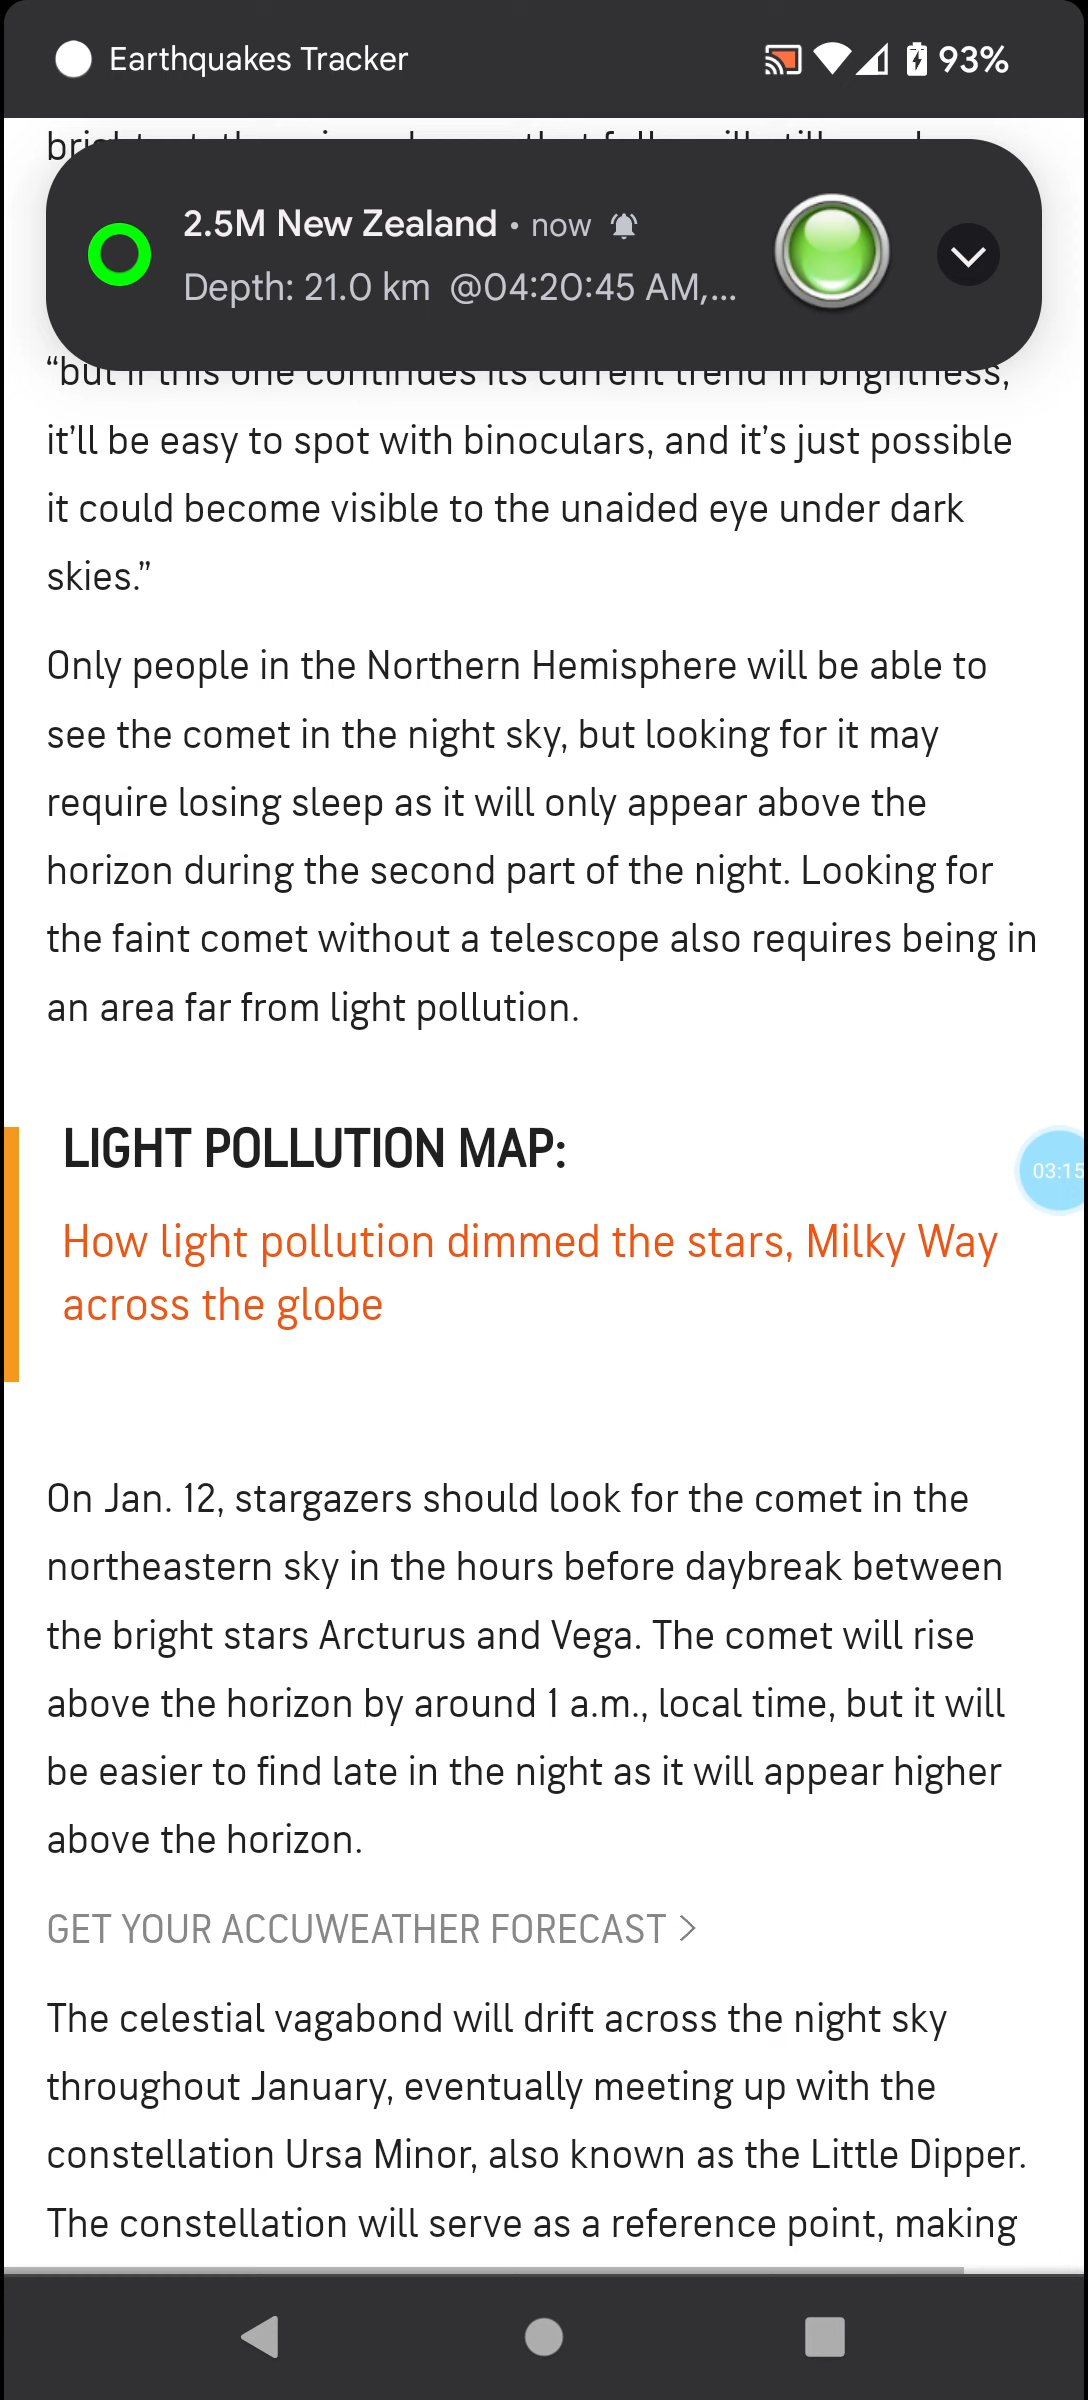 Earthquakes Tracker
93%
2.5M New Zealand • now
Depth: 21.0 km @04:20:45 AM,...
“but if this one continues its current trend in brightness,
it’ll be easy to spot with binoculars, and it’s just possible
it could become visible to the unaided eye under dark
skies.”
Only people in the Northern Hemisphere will be able to
see the comet in the night sky, but looking for it may
require losing sleep as it will only appear above the
horizon during the second part of the night. Looking for
the faint comet without a telescope also requires being in
an area far from light pollution.
LIGHT POLLUTION MAP:
03:15
How light pollution dimmed the stars, Milky Way
across the globe
On Jan. 12, stargazers should look for the comet in the
northeastern sky in the hours before daybreak between
the bright stars Arcturus and Vega. The comet will rise
above the horizon by around 1 a.m., local time, but it will
be easier to find late in the night as it will appear higher
above the horizon.
GET YOUR ACCUWEATHER FORECAST >
The celestial vagabond will drift across the night sky
throughout January, eventually meeting up with the
constellation Ursa Minor, also known as the Little Dipper.
The constellation will serve as a reference point, making